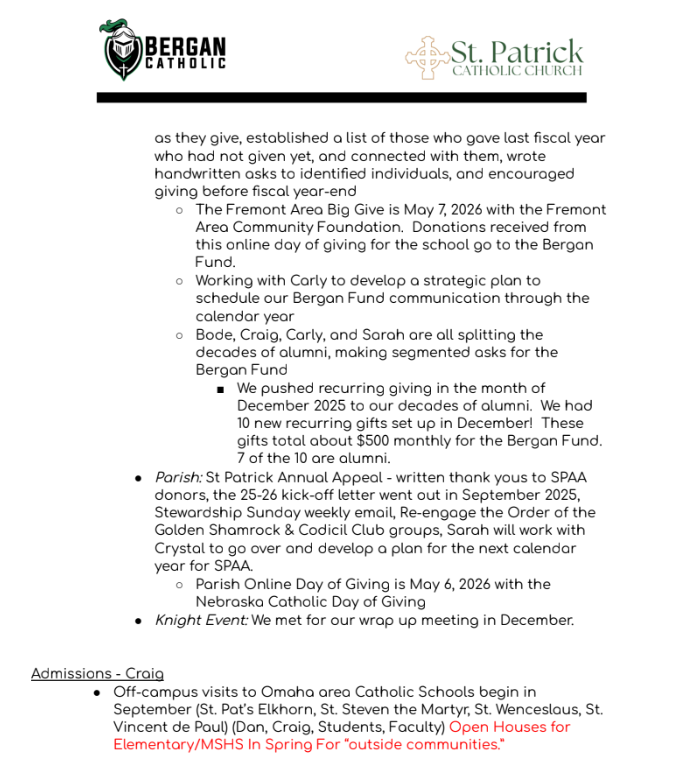 BERGAN
CATHOLIC
St. Patrick
CATHOLIC CHURCH
as they give, established a list of those who gave last fiscal year
who had not given yet, and connected with them, wrote
handwritten asks to identified individuals, and encouraged
giving before fiscal year-end
○ The Fremont Area Big Give is May 7, 2026 with the Fremont
Area Community Foundation. Donations received from
this online day of giving for the school go to the Bergan
Fund.
○ Working with Carly to develop a strategic plan to
schedule our Bergan Fund communication through the
calendar year
○ Bode, Craig, Carly, and Sarah are all splitting the
decades of alumni, making segmented asks for the
Bergan Fund
■ We pushed recurring giving in the month of
December 2025 to our decades of alumni. We had
10 new recurring gifts set up in December! These
gifts total about $500 monthly for the Bergan Fund.
7 of the 10 are alumni.
● Parish: St Patrick Annual Appeal - written thank yous to SPAA
donors, the 25-26 kick-off letter went out in September 2025,
Stewardship Sunday weekly email, Re-engage the Order of the
Golden Shamrock & Codicil Club groups, Sarah will work with
Crystal to go over and develop a plan for the next calendar
year for SPAA.
○ Parish Online Day of Giving is May 6, 2026 with the
Nebraska Catholic Day of Giving
● Knight Event: We met for our wrap up meeting in December.
Admissions - Craig
● Off-campus visits to Omaha area Catholic Schools begin in
September (St. Pat's Elkhorn, St. Steven the Martyr, St. Wenceslaus, St.
Vincent de Paul) (Dan, Craig, Students, Faculty) Open Houses for
Elementary/MSHS In Spring For "outside communities."